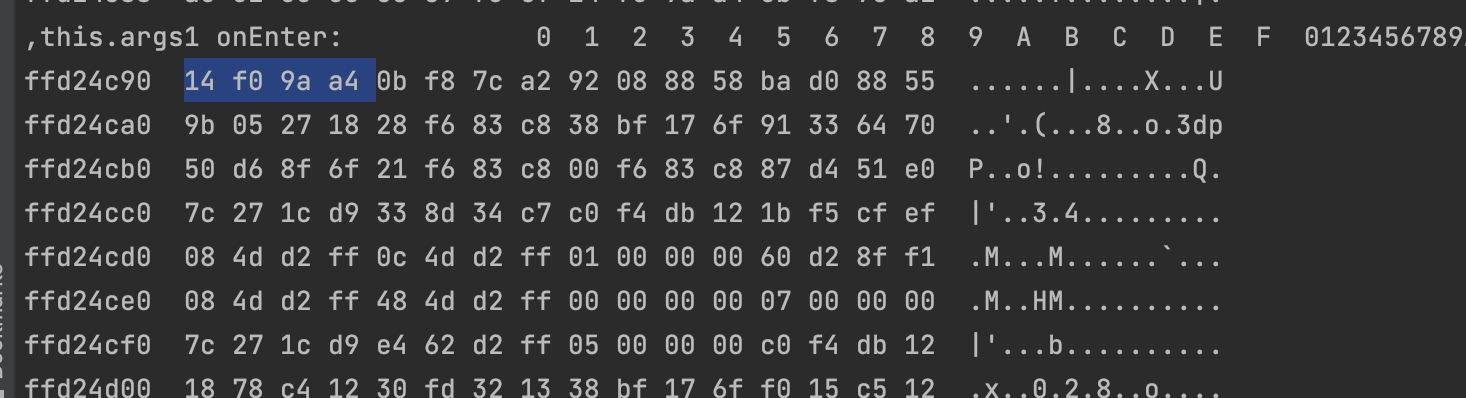 ,this.args1 onEnter:             0  1  2  3  4  5  6  7  8  9  A  B  C  D  E  F  0123456789
ffd24c90  14 f0 9a a4 0b f8 7c a2 92 08 88 58 ba d0 88 55  ......|....X...U
ffd24ca0  9b 05 27 18 28 f6 83 c8 38 bf 17 6f 91 33 64 70  ..'.(...8..o.3dp
ffd24cb0  50 d6 8f 6f 21 f6 83 c8 00 f6 83 c8 87 d4 51 e0  P..o!.........Q.
ffd24cc0  7c 27 1c d9 33 8d 34 c7 c0 f4 db 12 1b f5 cf ef  |'..3.4.........
ffd24cd0  08 4d d2 ff 0c 4d d2 ff 01 00 00 00 60 d2 8f f1  .M...M......`...
ffd24ce0  08 4d d2 ff 48 4d d2 ff 00 00 00 00 07 00 00 00  .M..HM..........
ffd24cf0  7c 27 1c d9 e4 62 d2 ff 05 00 00 00 c0 f4 db 12  |'...b..........
ffd24d00  18 78 c4 12 30 fd 32 13 38 bf 17 6f f0 15 c5 12  .x..0.2.8..o....